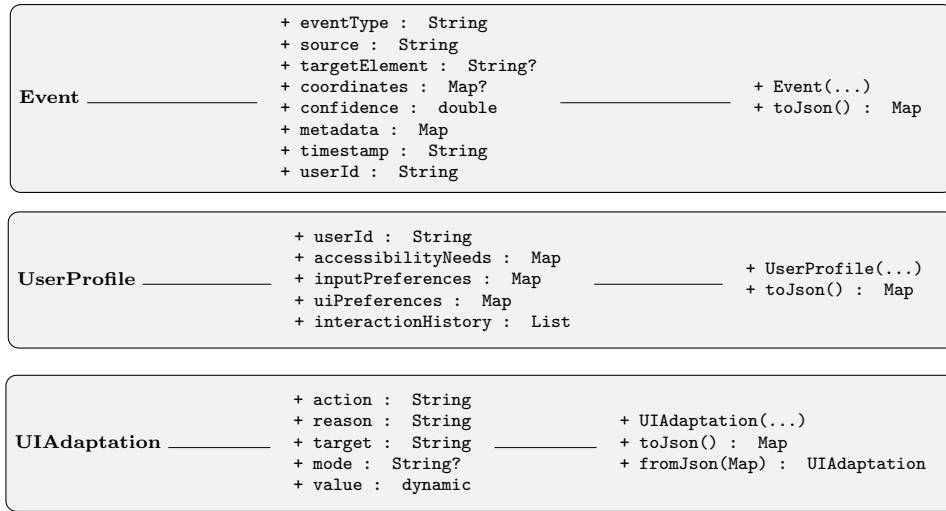 Event
+ eventType : String
+ source : String
+ targetElement : String?
+ coordinates : Map?
+ confidence : double
+ metadata : Map
+ timestamp : String
+ userId : String
+ Event(...)
+ toJson() : Map
UserProfile
+ userId : String
+ accessibilityNeeds : Map
+ inputPreferences : Map
+ uiPreferences : Map
+ interactionHistory : List
+ UserProfile(...)
+ toJson() : Map
UIAdaptation
+ action : String
+ reason : String
+ target : String
+ mode : String?
+ value : dynamic
+ UIAdaptation(...)
+ toJson() : Map
+ fromJson(Map) : UIAdaptation